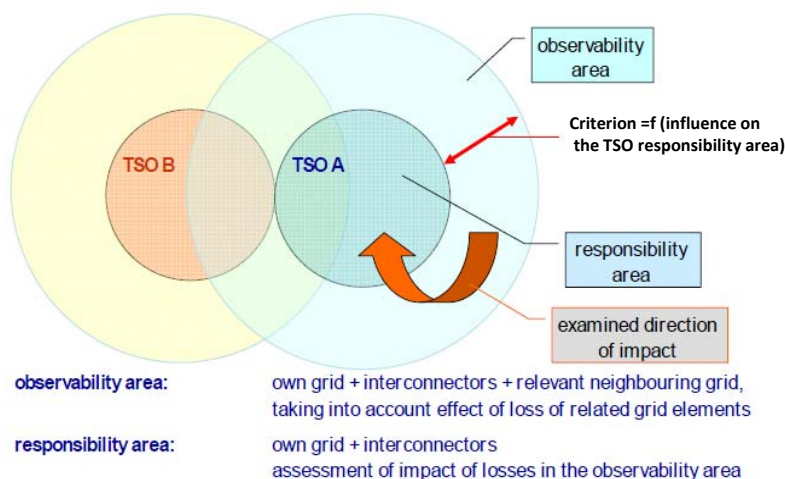 observability
area
Criterion =f (influence on
the TSO responsibility area)
TSO B
TSO A
responsibility
area
examined direction
of impact
observability area:
own grid + interconnectors + relevant neighbouring grid,
taking into account effect of loss of related grid elements
responsibility area:
own grid + interconnectors
assessment of impact of losses in the observability area